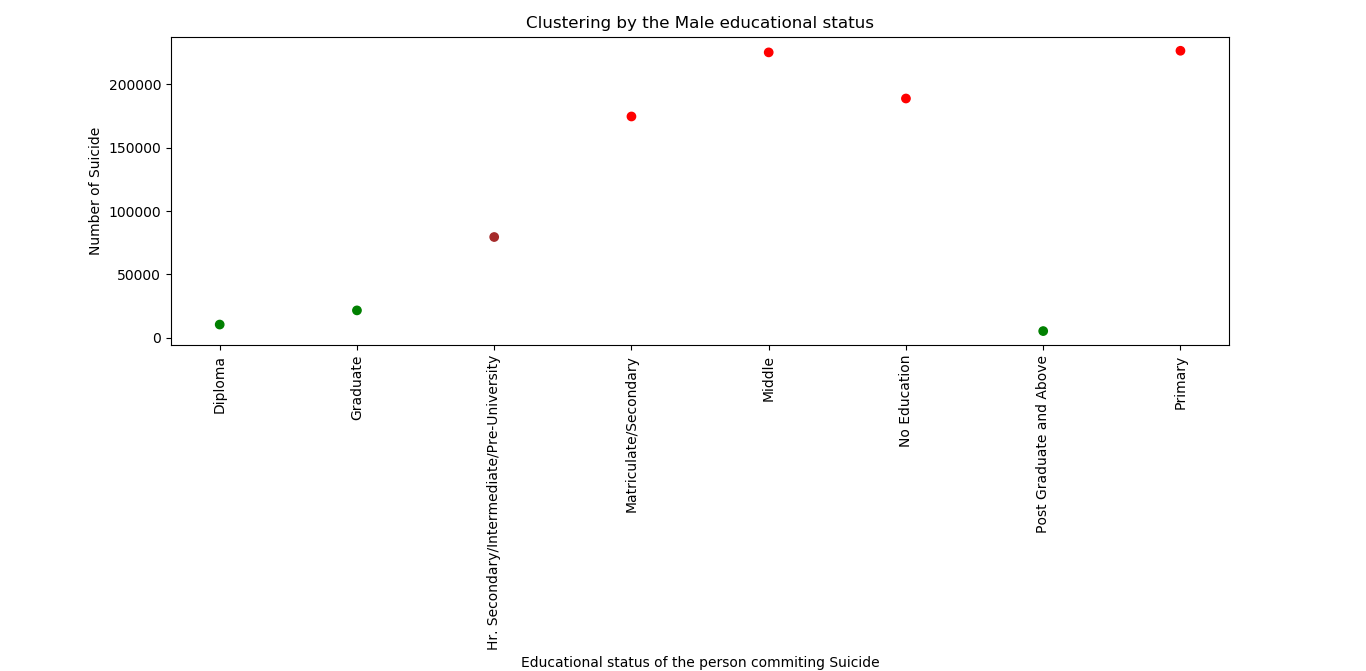 Clustering by the Male educational status
Number of Suicide
200000
150000
100000
50000
0
Diploma
Graduate
Hr. Secondary/Intermediate/Pre-University
Matriculate/Secondary
Middle
No Education
Post Graduate and Above
Primary
Educational status of the person commiting Suicide